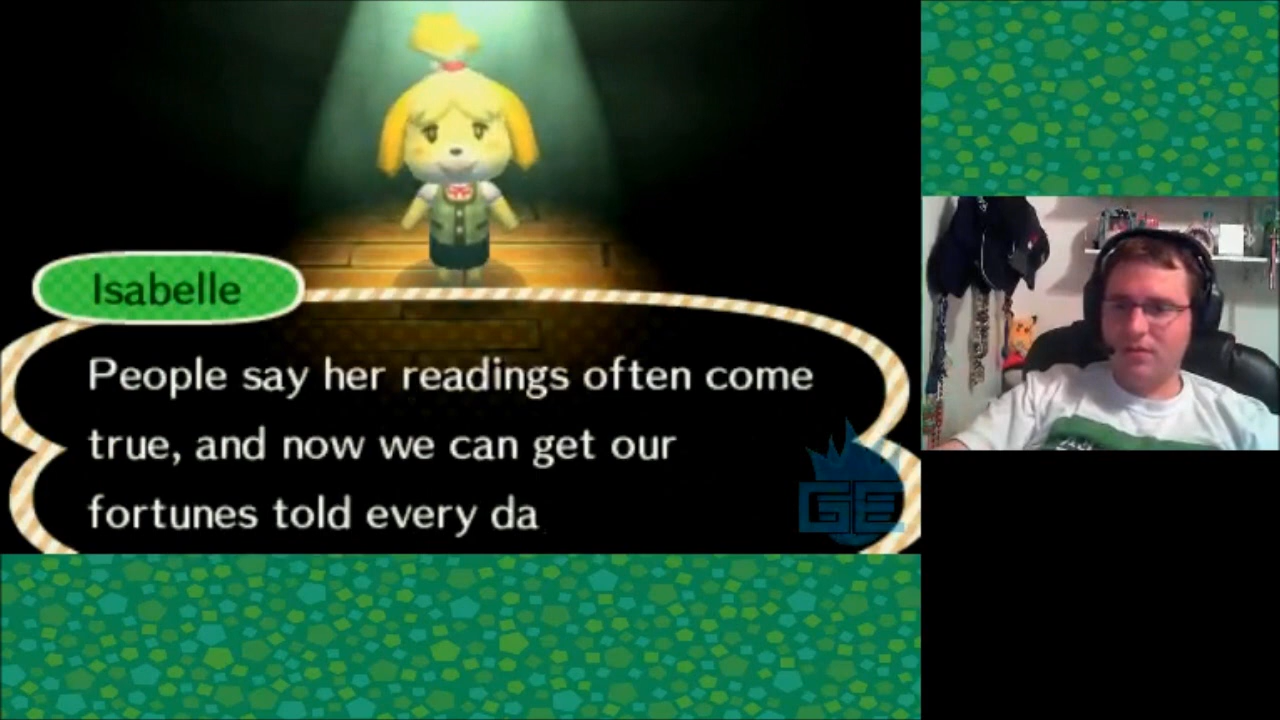 Isabelle
People say her readings often come
true, and now we can get our
fortunes told every da
GE